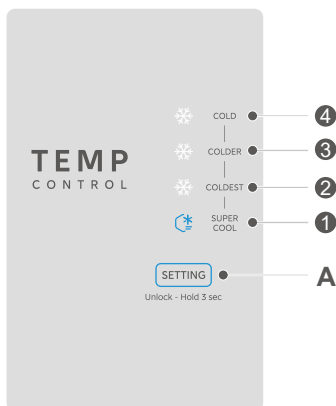 COLD 4
TEMP
CONTROL
COLDER 3
COLDEST 2
SUPER
COOL 1
SETTING A
Unlock - Hold 3 sec